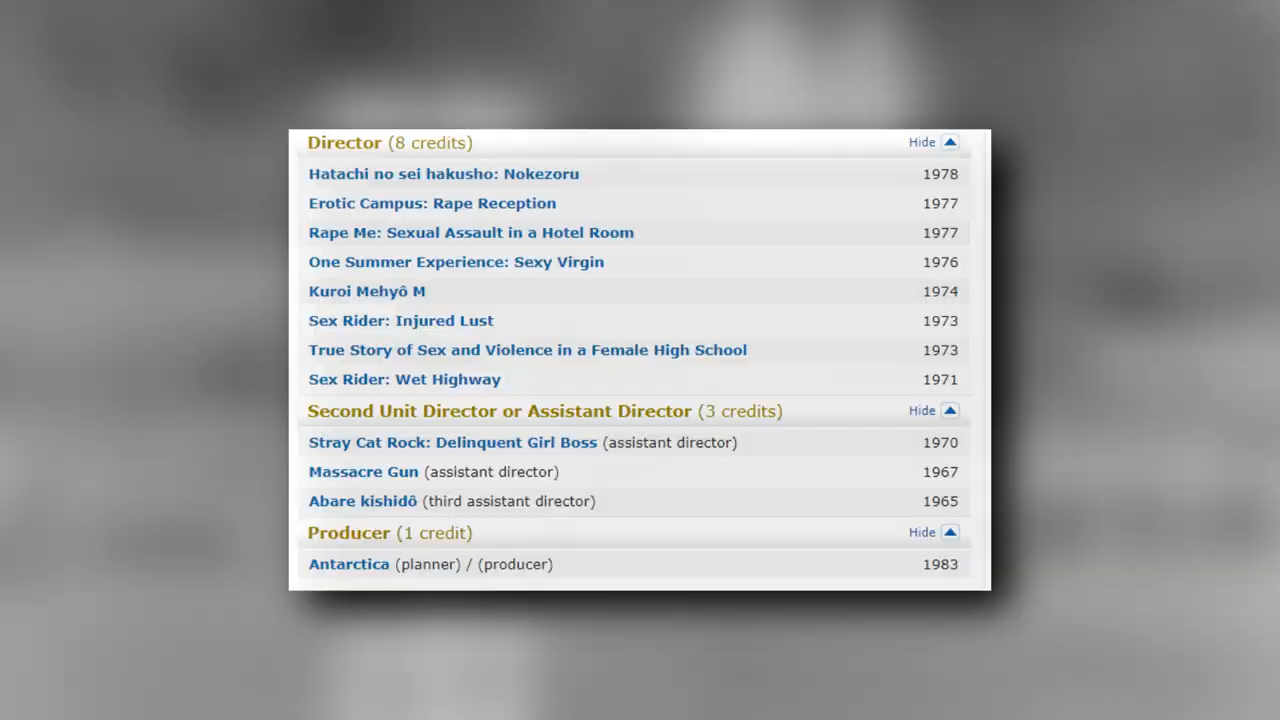 Director (8 credits) Hide
Hatachi no sei hakusho: Nokezoru 1978
Erotic Campus: Rape Reception 1977
Rape Me: Sexual Assault in a Hotel Room 1977
One Summer Experience: Sexy Virgin 1976
Kuroi Mehyô M 1974
Sex Rider: Injured Lust 1973
True Story of Sex and Violence in a Female High School 1973
Sex Rider: Wet Highway 1971
Second Unit Director or Assistant Director (3 credits) Hide
Stray Cat Rock: Delinquent Girl Boss (assistant director) 1970
Massacre Gun (assistant director) 1967
Abare kishidô (third assistant director) 1965
Producer (1 credit) Hide
Antarctica (planner) / (producer) 1983